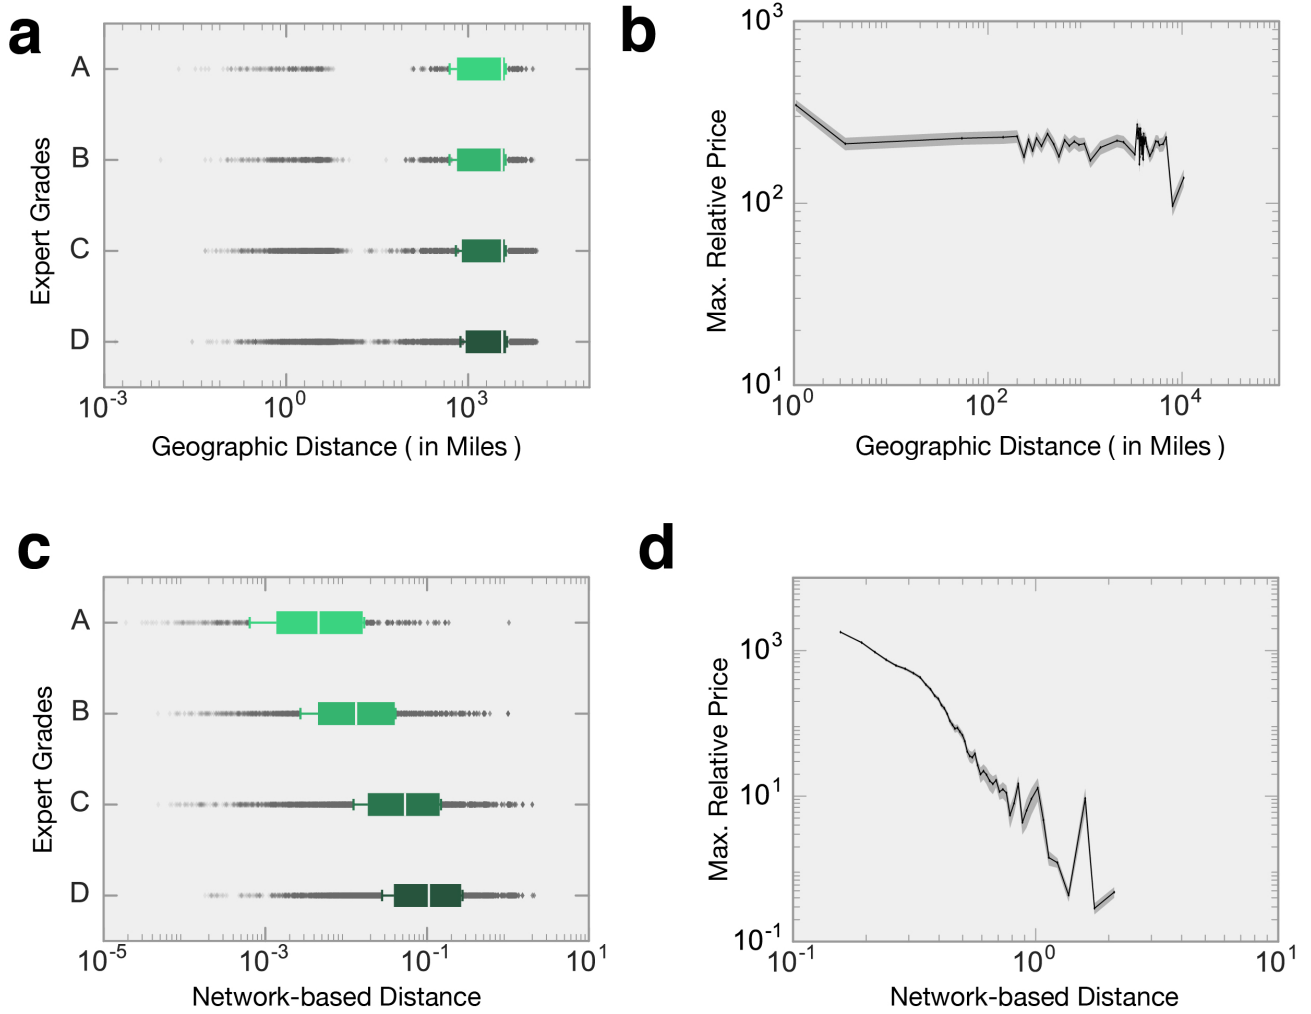 a
A
B
C
D
Expert Grades
10-3
100
103
Geographic Distance ( in Miles )
b
103
102
101
Max. Relative Price
100
102
104
Geographic Distance ( in Miles )
c
A
B
C
D
Expert Grades
10-5
10-3
10-1
101
Network-based Distance
d
103
101
10-1
Max. Relative Price
10-1
100
101
Network-based Distance